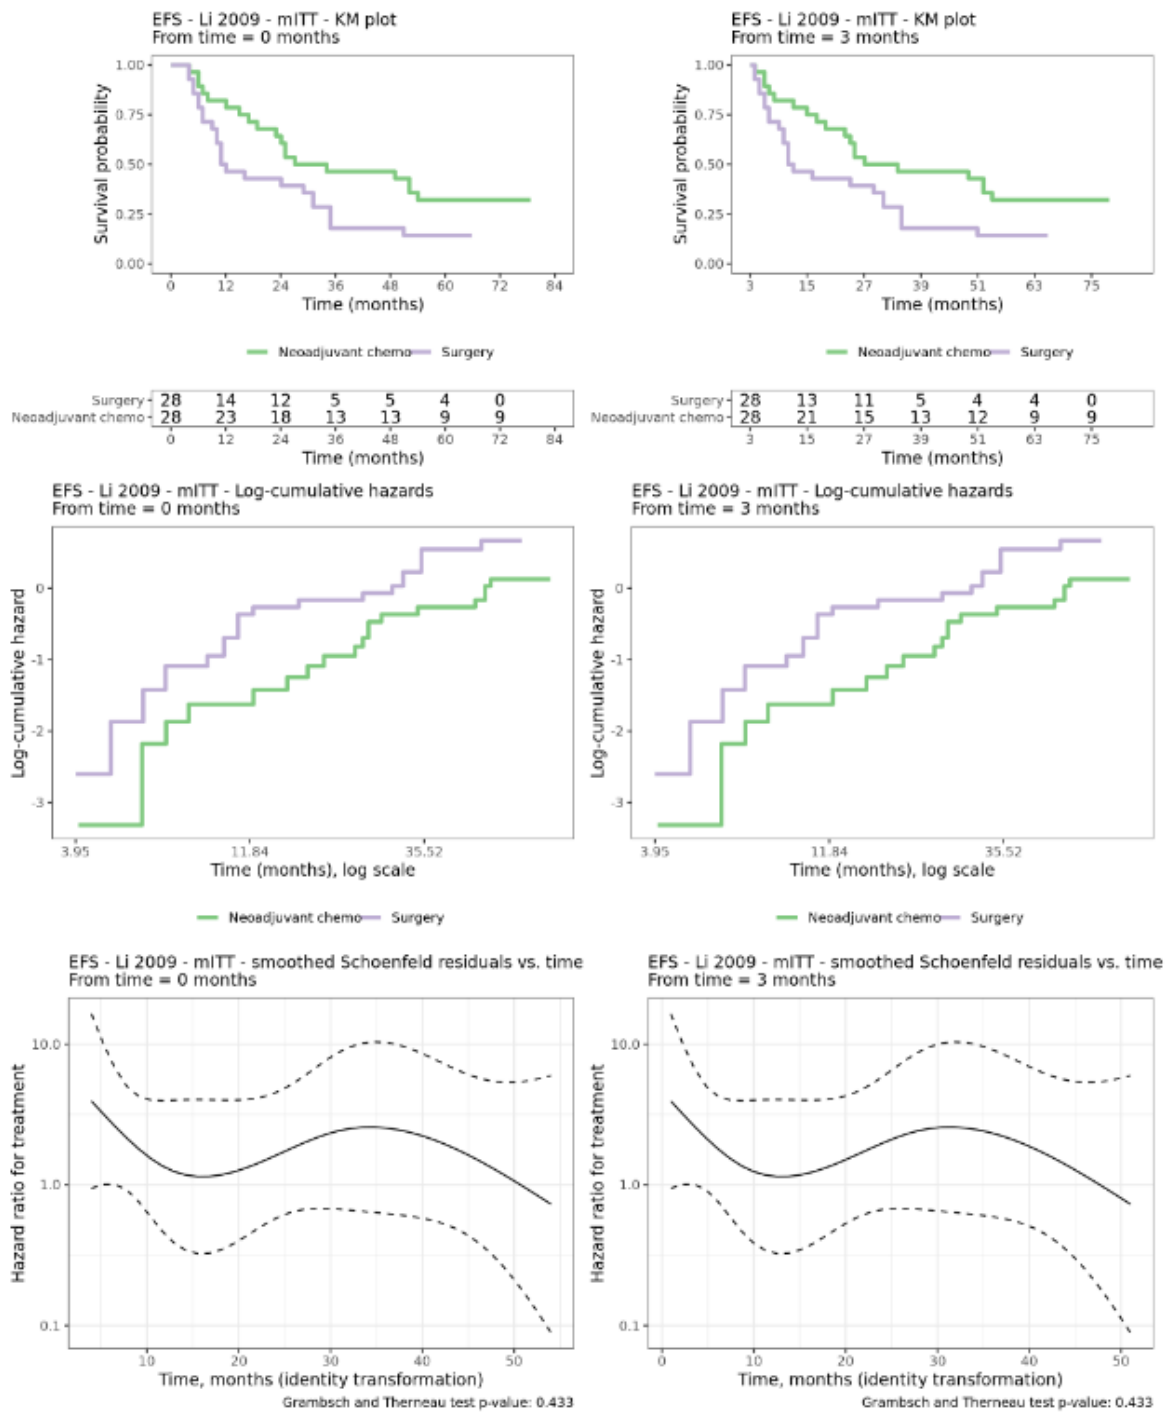 EFS - Li 2009 - mITT - KM plot
From time = 0 months
1.00
0.75
0.50
0.25
0.00
Survival probability
0 12 24 36 48 60 72 84
Time (months)
Neoadjuvant chemo Surgery
Surgery 28 14 12 5 5 4 0
Neoadjuvant chemo 28 23 18 13 13 9 9
0 12 24 36 48 60 72 84
Time (months)
EFS - Li 2009 - mITT - KM plot
From time = 3 months
1.00
0.75
0.50
0.25
0.00
Survival probability
3 15 27 39 51 63 75
Time (months)
Neoadjuvant chemo Surgery
Surgery 28 13 11 5 4 4 0
Neoadjuvant chemo 28 21 15 13 12 9 9
3 15 27 39 51 63 75
Time (months)
EFS - Li 2009 - mITT - Log-cumulative hazards
From time = 0 months
0
-1
-2
-3
Log-cumulative hazard
3.95 11.84 35.52
Time (months), log scale
Neoadjuvant chemo Surgery
EFS - Li 2009 - mITT - Log-cumulative hazards
From time = 3 months
0
-1
-2
-3
Log-cumulative hazard
3.95 11.84 35.52
Time (months), log scale
Neoadjuvant chemo Surgery
EFS - Li 2009 - mITT - smoothed Schoenfeld residuals vs. time
From time = 0 months
10.0
1.0
0.1
Hazard ratio for treatment
10 20 30 40 50
Time, months (identity transformation)
Grambsch and Therneau test p-value: 0.433
EFS - Li 2009 - mITT - smoothed Schoenfeld residuals vs. time
From time = 3 months
10.0
1.0
0.1
Hazard ratio for treatment
0 10 20 30 40 50
Time, months (identity transformation)
Grambsch and Therneau test p-value: 0.433